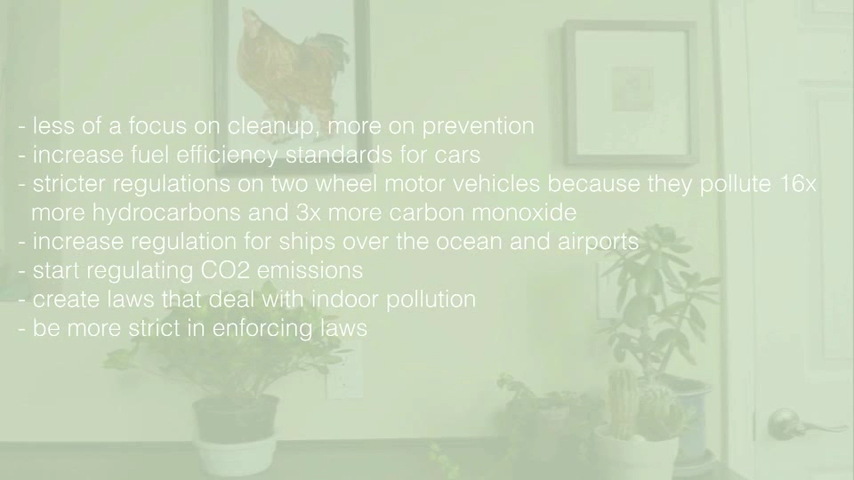 - less of a focus on cleanup, more on prevention
- increase fuel efficiency standards for cars
- stricter regulations on two wheel motor vehicles because they pollute 16x
more hydrocarbons and 3x more carbon monoxide
- increase regulation for ships over the ocean and airports
- start regulating CO2 emissions
- create laws that deal with indoor pollution
- be more strict in enforcing laws